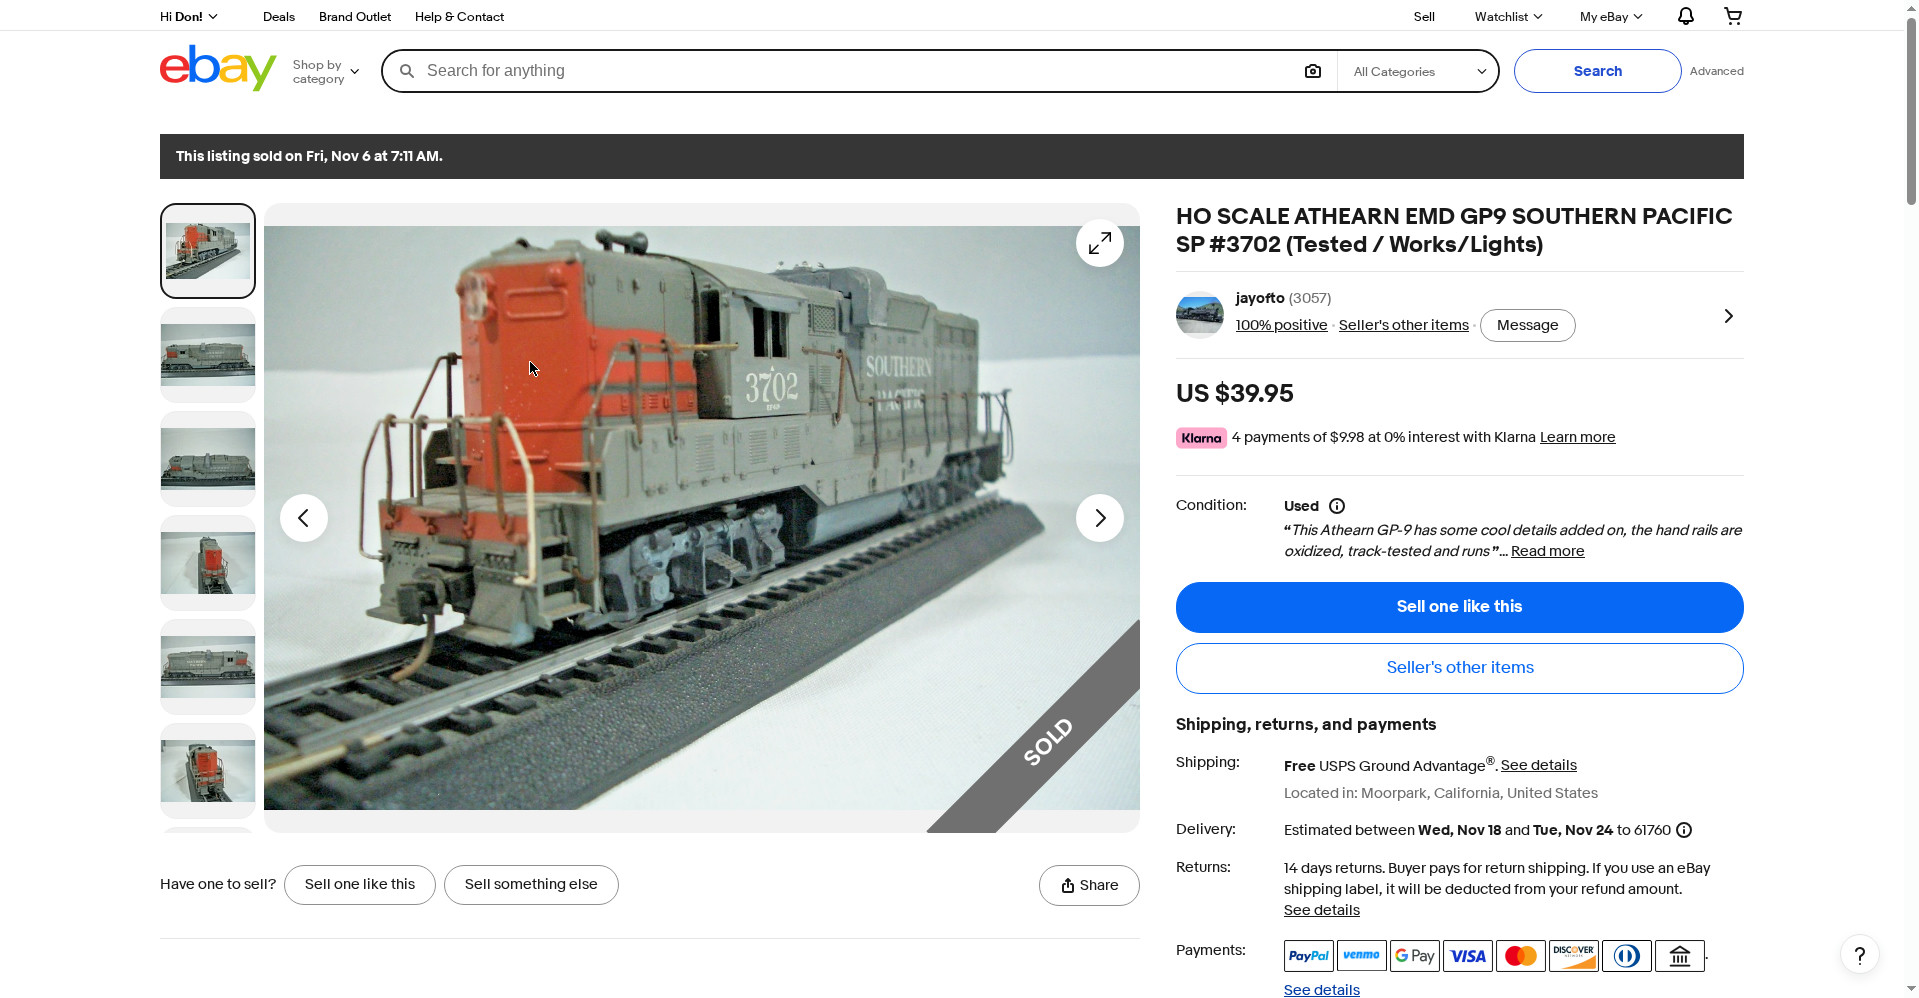 Hi Don!
Deals
Brand Outlet
Help & Contact
Sell
Watchlist
My eBay
ebay
Shop by
category
Search for anything
All Categories
Search
Advanced
This listing sold on Fri, Nov 6 at 7:11 AM.
3702
SOUTHERN
PACIFIC
SOLD
HO SCALE ATHEARN EMD GP9 SOUTHERN PACIFIC
SP #3702 (Tested / Works/Lights)
jayofto (3057)
100% positive · Seller's other items · Message
US $39.95
Klarna 4 payments of $9.98 at 0% interest with Klarna Learn more
Condition:
Used
“This Athearn GP-9 has some cool details added on, the hand rails are
oxidized, track-tested and runs”... Read more
Sell one like this
Seller's other items
Shipping, returns, and payments
Shipping:
Free USPS Ground Advantage®. See details
Located in: Moorpark, California, United States
Delivery:
Estimated between Wed, Nov 18 and Tue, Nov 24 to 61760
Returns:
14 days returns. Buyer pays for return shipping. If you use an eBay
shipping label, it will be deducted from your refund amount.
See details
Payments:
PayPal venmo G Pay VISA DISCOVER
See details
Have one to sell? Sell one like this Sell something else
Share
?